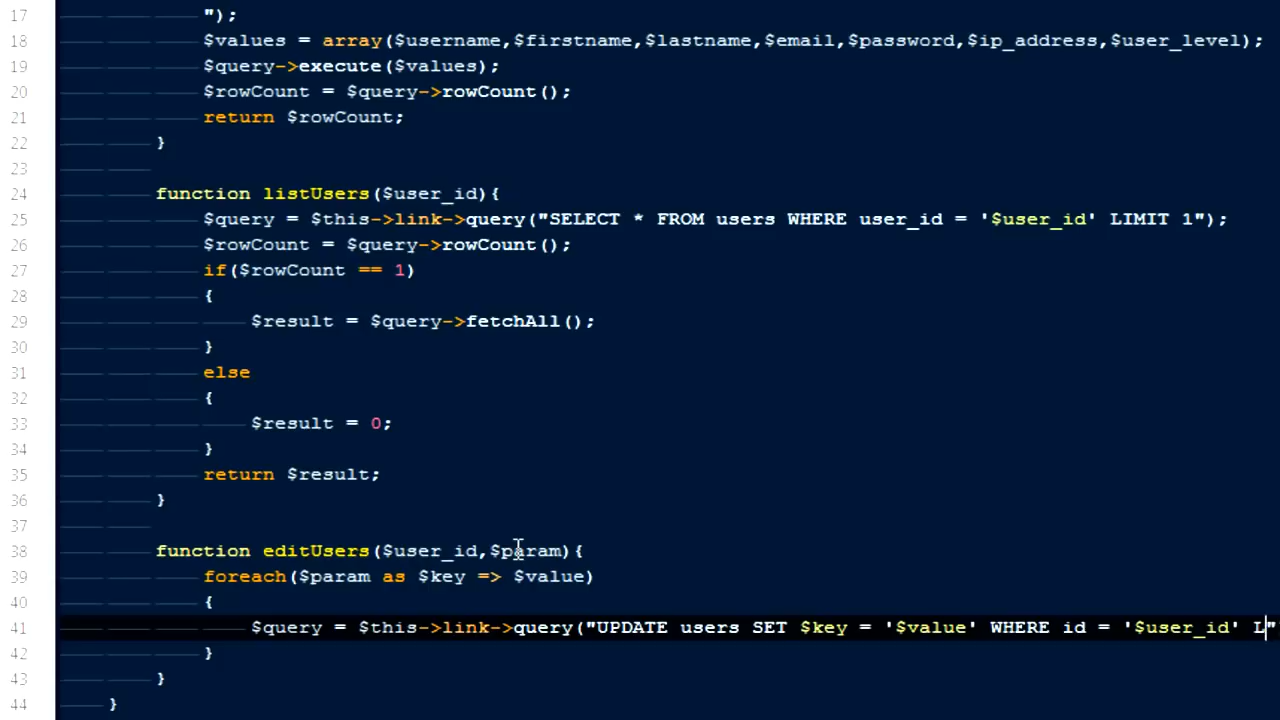 17 ");
18 $values = array($username,$firstname,$lastname,$email,$password,$ip_address,$user_level);
19 $query->execute($values);
20 $rowCount = $query->rowCount();
21 return $rowCount;
22 }
23
24 function listUsers($user_id){
25 $query = $this->link->query("SELECT * FROM users WHERE user_id = '$user_id' LIMIT 1");
26 $rowCount = $query->rowCount();
27 if($rowCount == 1)
28 {
29 $result = $query->fetchAll();
30 }
31 else
32 {
33 $result = 0;
34 }
35 return $result;
36 }
37
38 function editUsers($user_id,$param){
39 foreach($param as $key => $value)
40 {
41 $query = $this->link->query("UPDATE users SET $key = '$value' WHERE id = '$user_id' L"
42 }
43 }
44 }